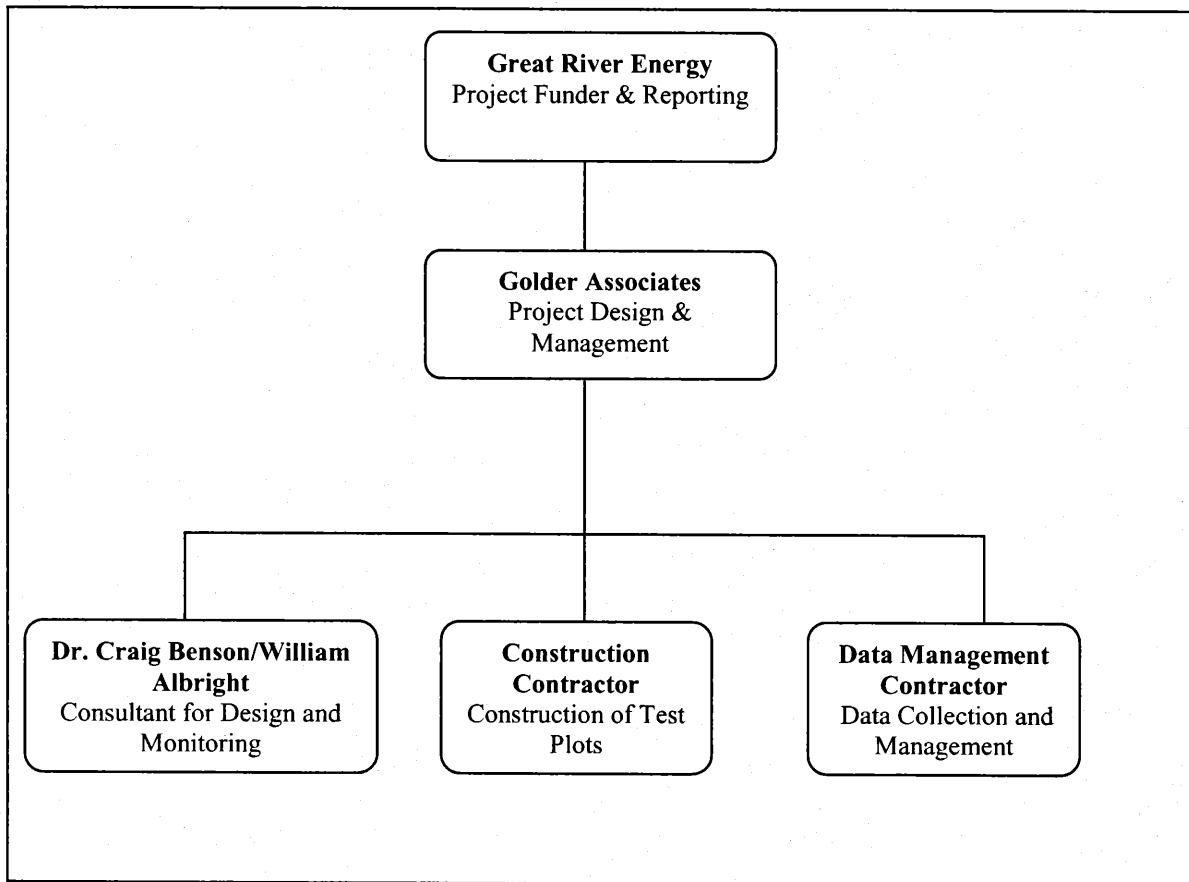 Great River Energy
Project Funder & Reporting
Golder Associates
Project Design &
Management
Dr. Craig Benson/William
Albright
Consultant for Design and
Monitoring
Construction
Contractor
Construction of Test
Plots
Data Management
Contractor
Data Collection and
Management